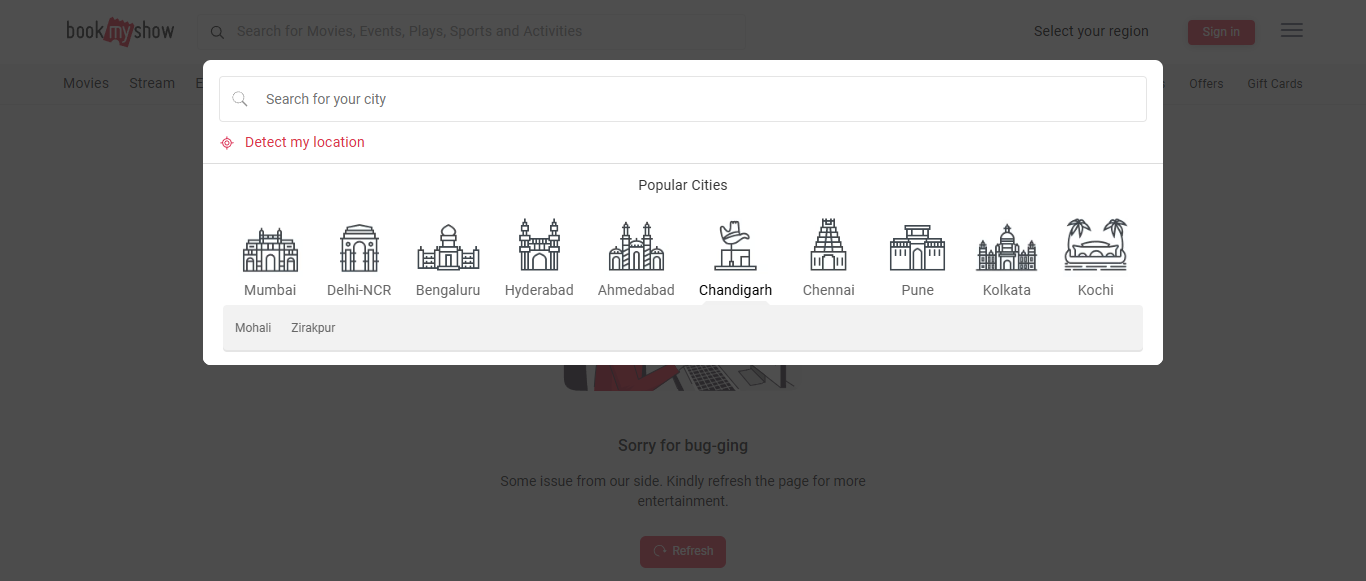 bookmyshow
Search for Movies, Events, Plays, Sports and Activities
Select your region
Sign in
Movies Stream E
s Offers Gift Cards
Search for your city
Detect my location
Popular Cities
Mumbai Delhi-NCR Bengaluru Hyderabad Ahmedabad Chandigarh Chennai Pune Kolkata Kochi
Mohali Zirakpur
Sorry for bug-ging
Some issue from our side. Kindly refresh the page for more
entertainment.
Refresh